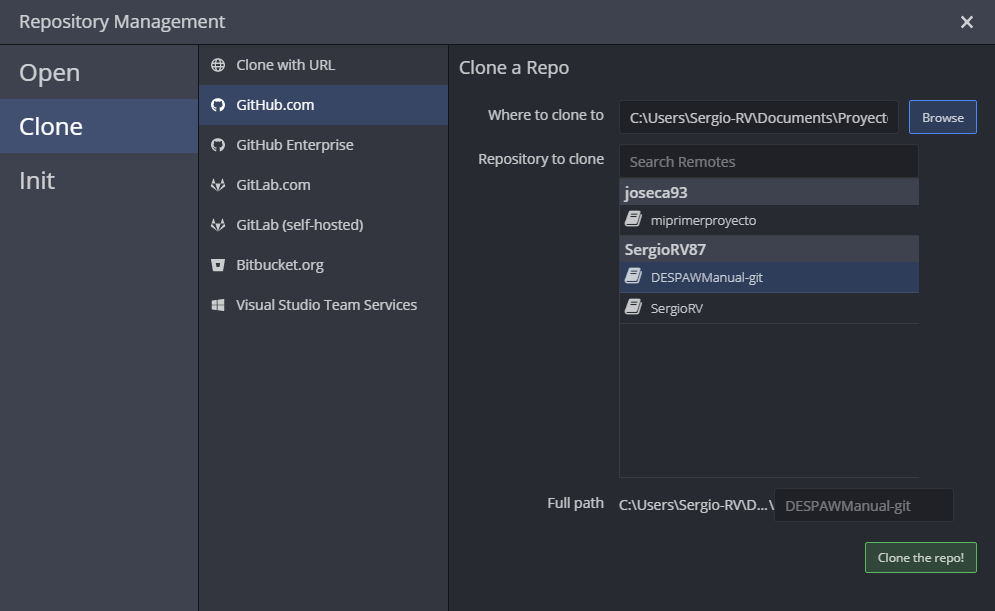 Repository Management
Open
Clone
Init
Clone with URL
GitHub.com
GitHub Enterprise
GitLab.com
GitLab (self-hosted)
Bitbucket.org
Visual Studio Team Services
Clone a Repo
Where to clone to C:\Users\Sergio-RV\Documents\Proyect Browse
Repository to clone Search Remotes
joseca93
miprimerproyecto
SergioRV87
DESPAWManual-git
SergioRV
Full path C:\Users\Sergio-RV\D...\ DESPAWManual-git
Clone the repo!